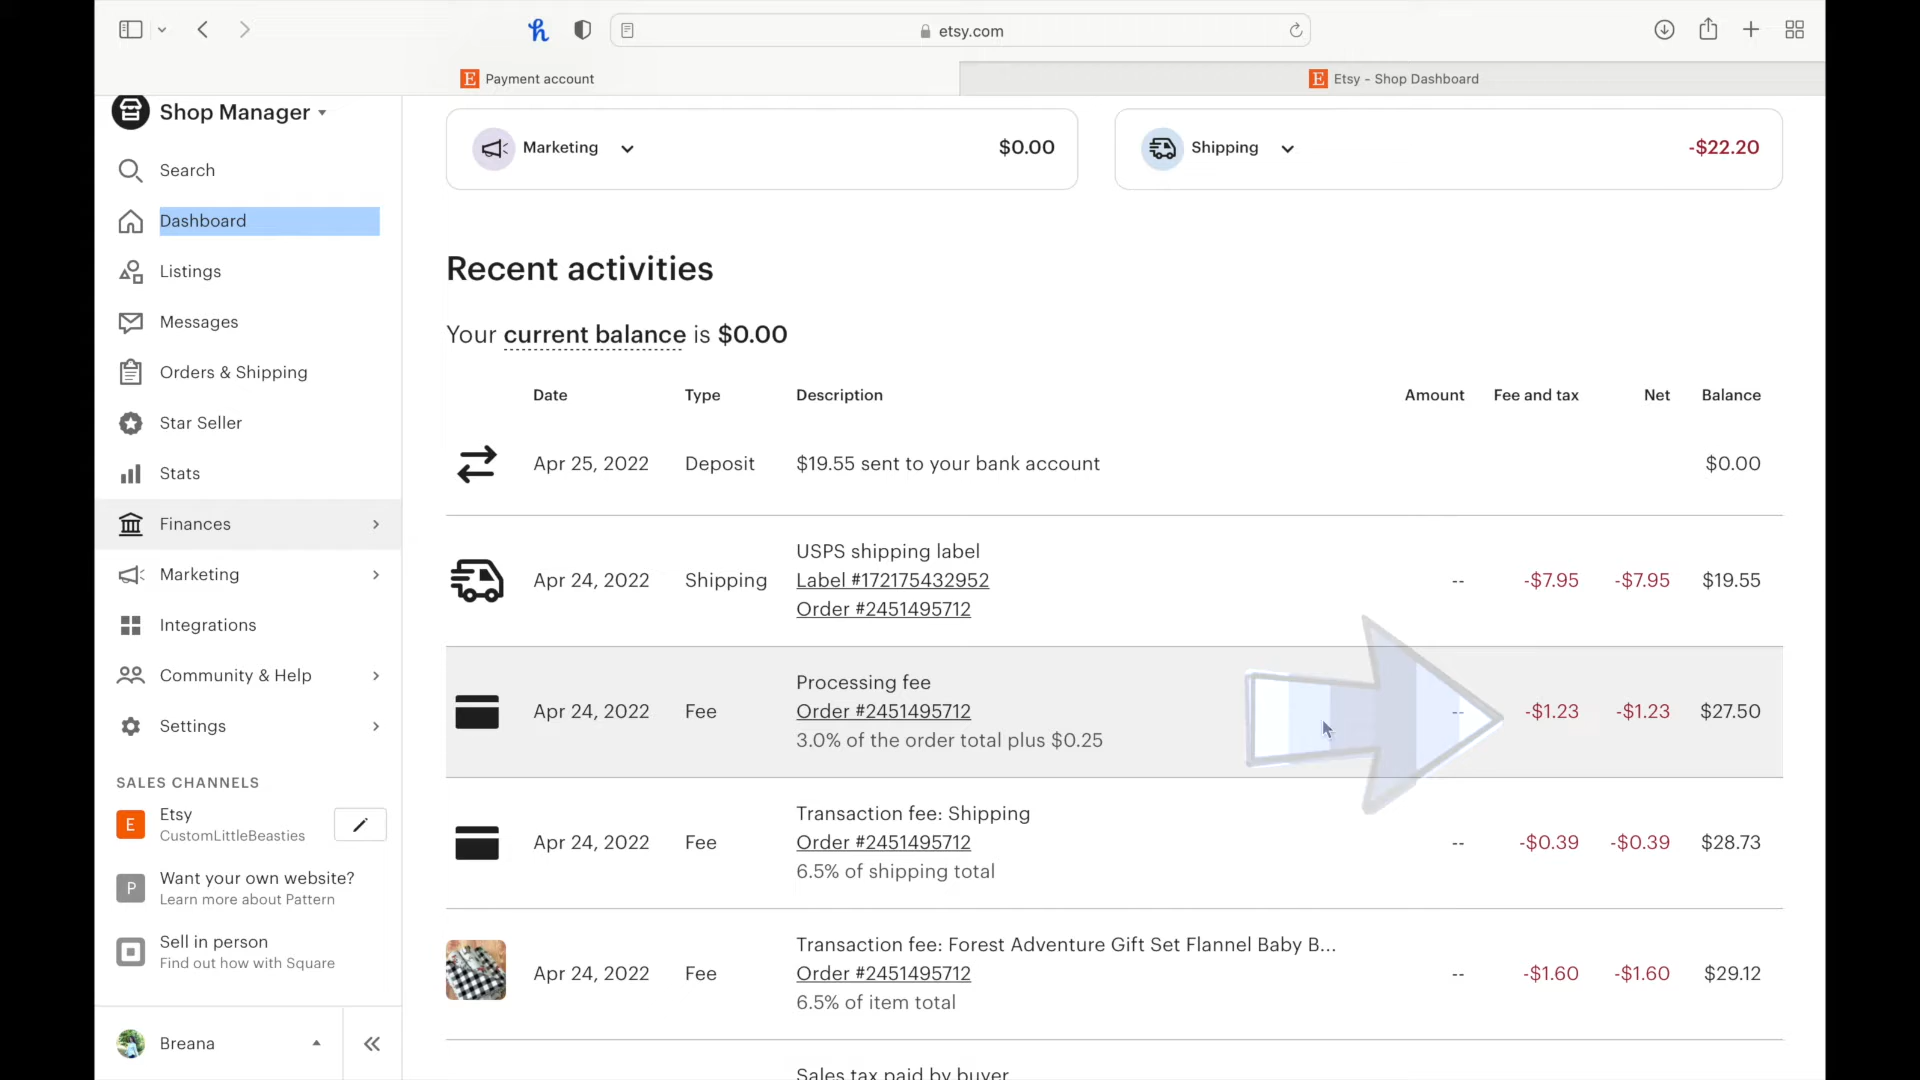 etsy.com
Payment account
Etsy - Shop Dashboard
Shop Manager
Search
Dashboard
Listings
Messages
Orders & Shipping
Star Seller
Stats
Finances
Marketing
Integrations
Community & Help
Settings
SALES CHANNELS
E
Etsy
CustomLittleBeasties
P
Want your own website?
Learn more about Pattern
Sell in person
Find out how with Square
Breana
Marketing $0.00
Shipping -$22.20
Recent activities
Your current balance is $0.00
Date Type Description Amount Fee and tax Net Balance
Apr 25, 2022 Deposit $19.55 sent to your bank account $0.00
USPS shipping label
Apr 24, 2022 Shipping Label #172175432952 -- -$7.95 -$7.95 $19.55
Order #2451495712
Processing fee
Apr 24, 2022 Fee Order #2451495712 -- -$1.23 -$1.23 $27.50
3.0% of the order total plus $0.25
Transaction fee: Shipping
Apr 24, 2022 Fee Order #2451495712 -- -$0.39 -$0.39 $28.73
6.5% of shipping total
Transaction fee: Forest Adventure Gift Set Flannel Baby B...
Apr 24, 2022 Fee Order #2451495712 -- -$1.60 -$1.60 $29.12
6.5% of item total
Sales tax paid by buyer